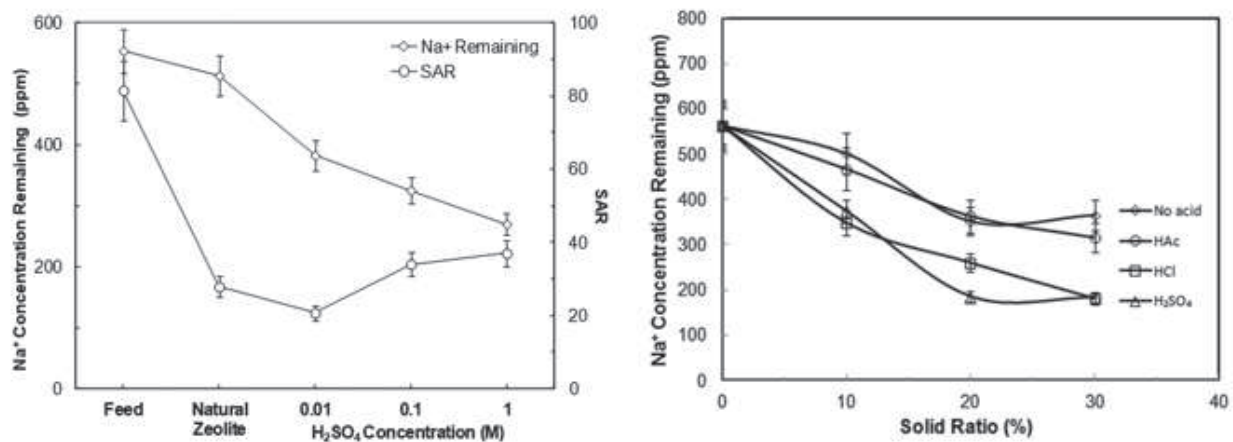 600
400
200
0
Na⁺ Concentration Remaining (ppm)
Na+ Remaining
SAR
100
80
60
40
20
0
SAR
Feed
Natural
Zeolite
0.01
0.1
1
H₂SO₄ Concentration (M)
800
700
600
500
400
300
200
100
0
Na⁺ Concentration Remaining (ppm)
No acid
HAc
HCl
H₂SO₄
0
10
20
30
40
Solid Ratio (%)